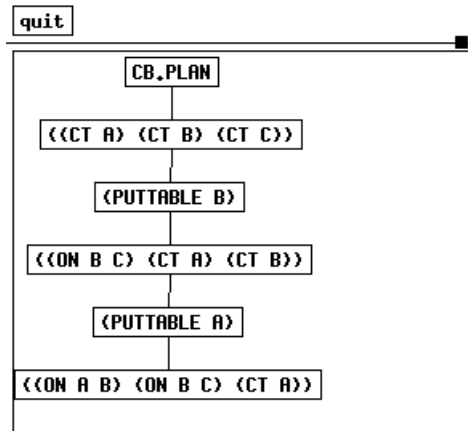 quit
CB.PLAN
((CT A) (CT B) (CT C))
(PUTTABLE B)
((ON B C) (CT A) (CT B))
(PUTTABLE A)
((ON A B) (ON B C) (CT A))